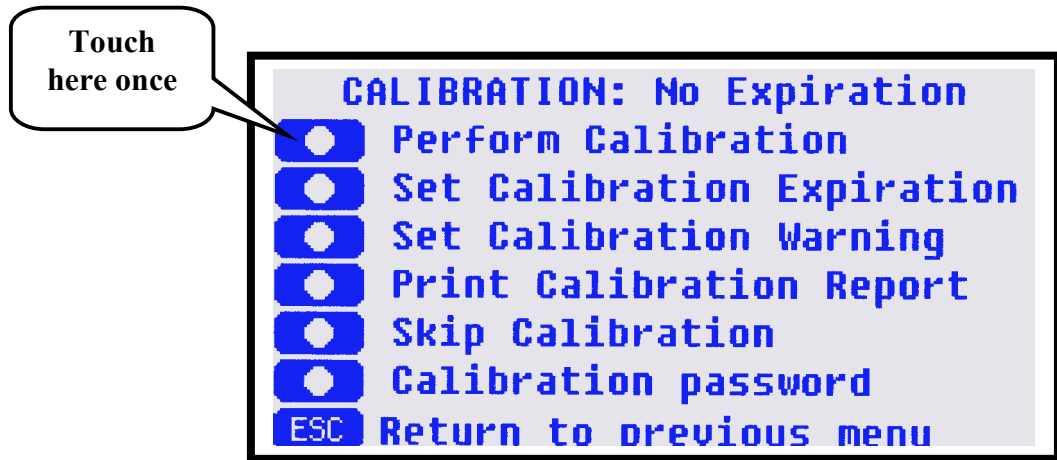 Touch
here once
CALIBRATION: No Expiration
Perform Calibration
Set Calibration Expiration
Set Calibration Warning
Print Calibration Report
Skip Calibration
Calibration password
ESC Return to previous menu